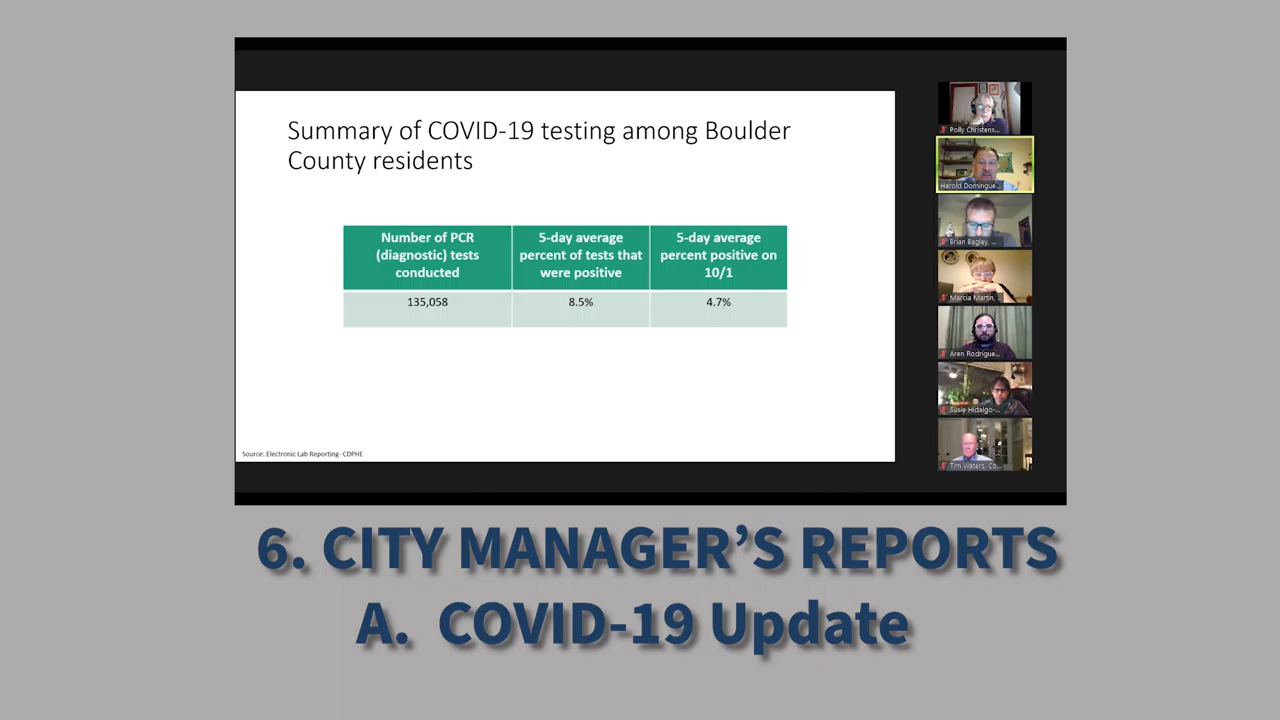 Summary of COVID-19 testing among Boulder
County residents
Number of PCR
(diagnostic) tests
conducted
5-day average
percent of tests that
were positive
5-day average
percent positive on
10/1
135,058
8.5%
4.7%
Source: Electronic Lab Reporting- CDPHE
Polly Christens...
Harold Domingue...
Brian Bagley, ...
Marcia Martin, ...
Aren Rodrigue...
Susie Hidalgo-...
Tim Waters, Co...
6. CITY MANAGER’S REPORTS
A. COVID-19 Update